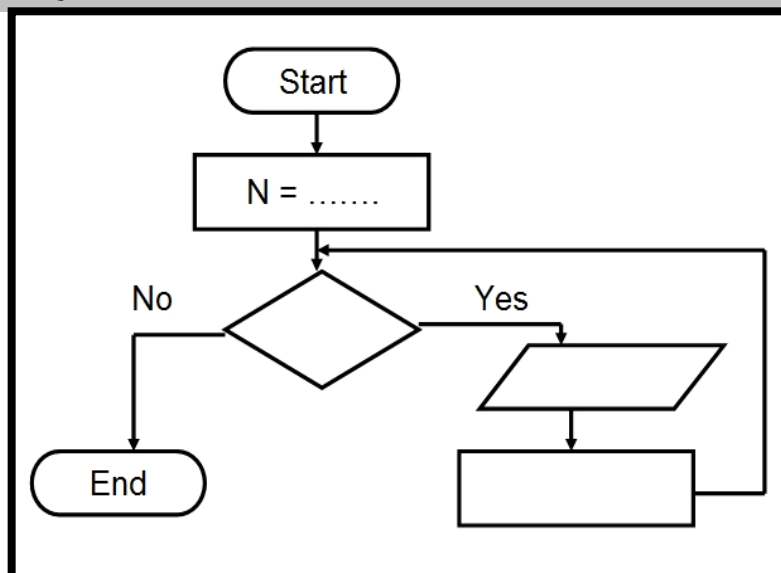 Start
N = .......
No
Yes
End